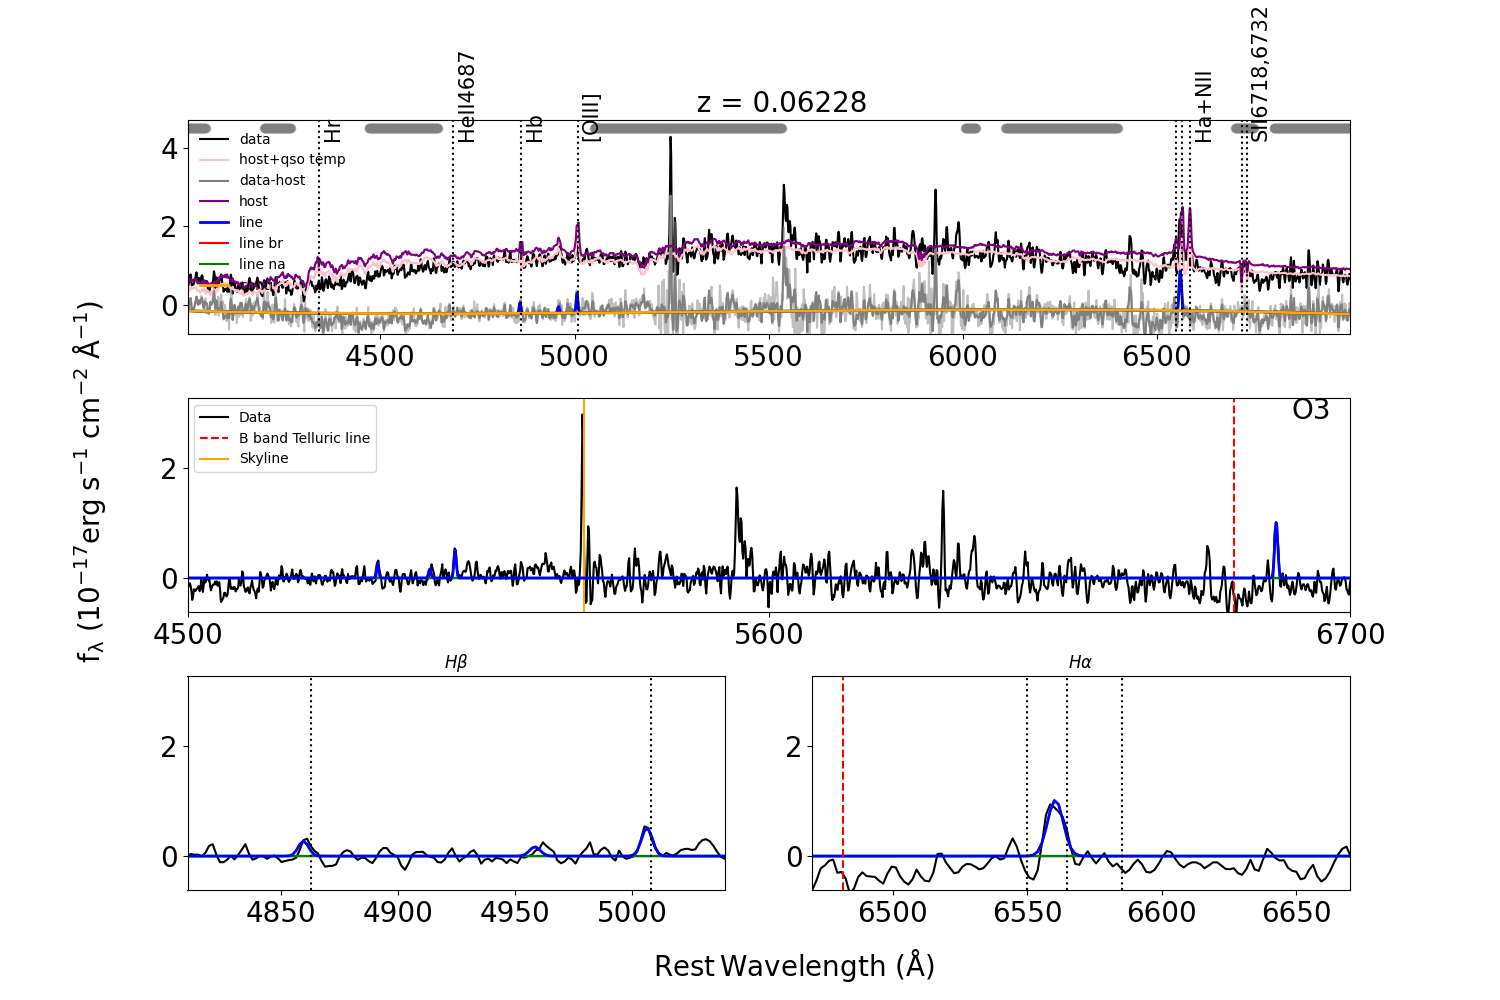 Hr
HeII4687
Hb
[OIII]
Ha+NII
SII6718,6732
z = 0.06228
data
host+qso temp
data-host
host
line
line br
line na
4
2
0
4500 5000 5500 6000 6500
fλ (10⁻¹⁷erg s⁻¹ cm⁻² Å⁻¹)
Data
B band Telluric line
Skyline
O3
2
0
4500 5600 6700
Hβ
2
0
4850 4900 4950 5000
Hα
2
0
6500 6550 6600 6650
Rest Wavelength (Å)